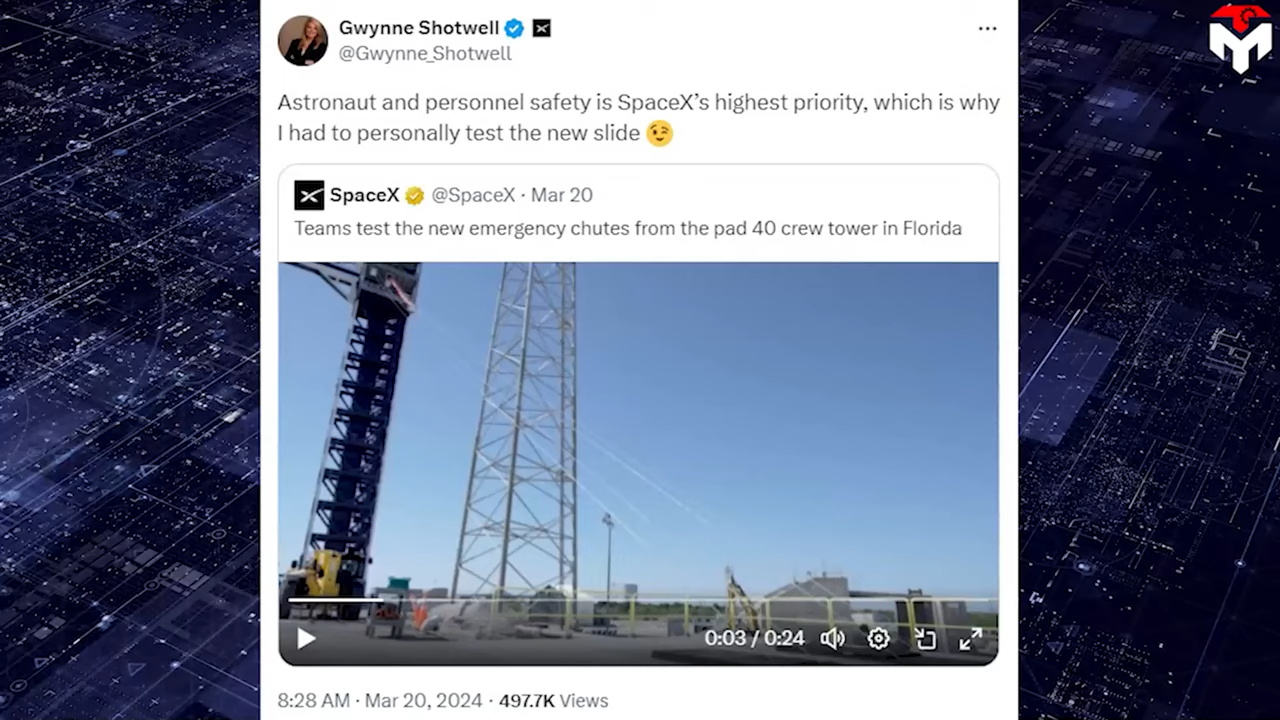 Gwynne Shotwell
@Gwynne_Shotwell
Astronaut and personnel safety is SpaceX’s highest priority, which is why
I had to personally test the new slide 😉
SpaceX @SpaceX · Mar 20
Teams test the new emergency chutes from the pad 40 crew tower in Florida
0:03 / 0:24
8:28 AM · Mar 20, 2024 · 497.7K Views